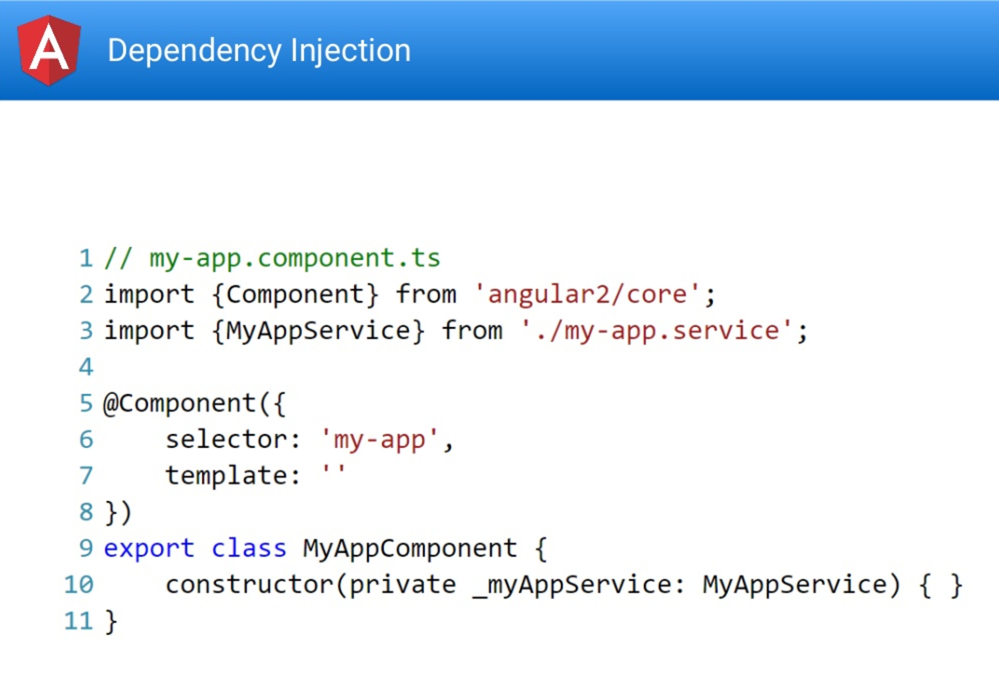 Dependency Injection
1 // my-app.component.ts
2 import {Component} from 'angular2/core';
3 import {MyAppService} from './my-app.service';
4
5 @Component({
6     selector: 'my-app',
7     template: ''
8 })
9 export class MyAppComponent {
10     constructor(private _myAppService: MyAppService) { }
11 }